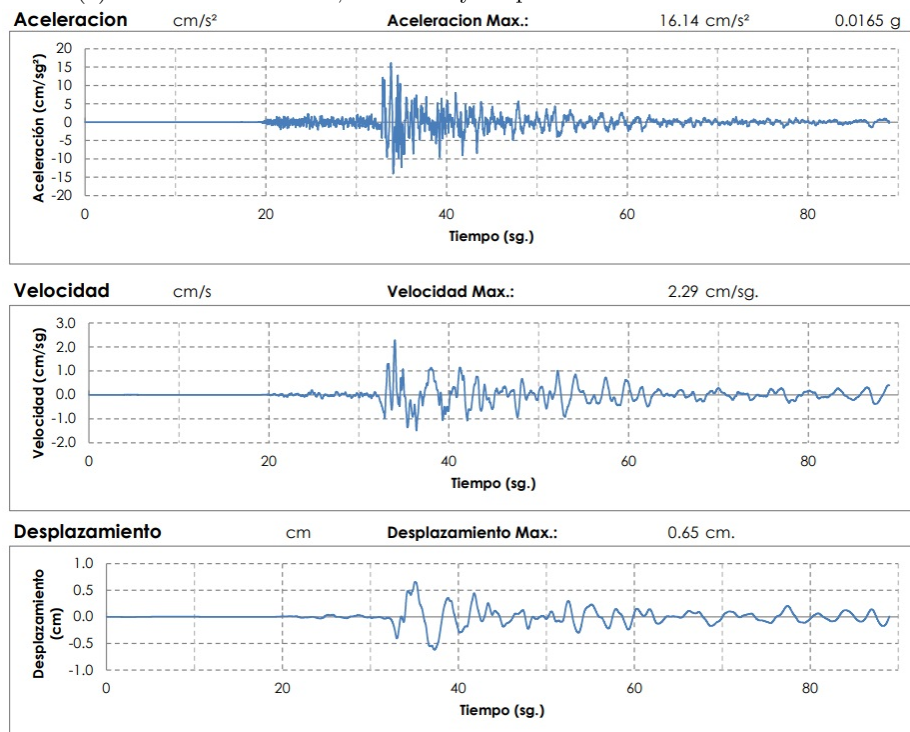 Aceleracion cm/s² Aceleracion Max.: 16.14 cm/s² 0.0165 g
20
15
10
5
0
-5
-10
-15
-20
Aceleración (cm/sg²)
0 20 40 60 80
Tiempo (sg.)
Velocidad cm/s Velocidad Max.: 2.29 cm/sg.
3.0
2.0
1.0
0.0
-1.0
-2.0
Velocidad (cm/sg)
0 20 40 60 80
Tiempo (sg.)
Desplazamiento cm Desplazamiento Max.: 0.65 cm.
1.0
0.5
0.0
-0.5
-1.0
Desplazamiento
(cm)
0 20 40 60 80
Tiempo (sg.)